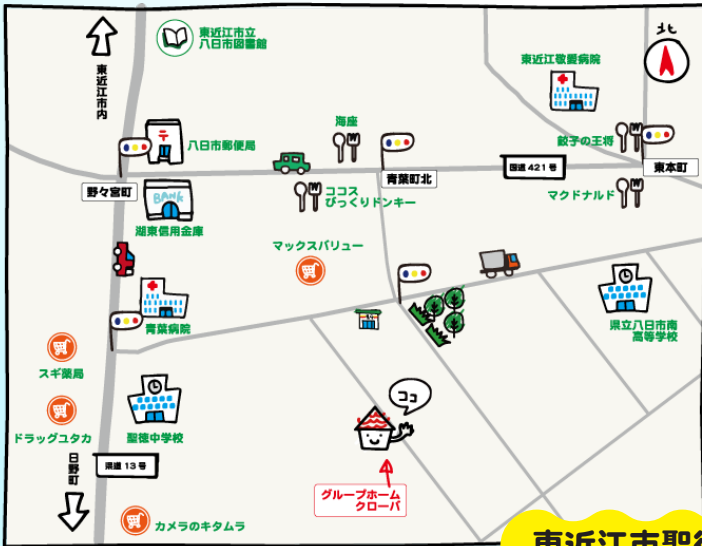 東近江市立
八日市図書館
東近江市内
北
東近江敬愛病院
八日市郵便局
海座
餃子の王将
国道421号
東本町
野々宮町
青葉町北
BANK
ココス
びっくりドンキー
マクドナルド
湖東信用金庫
マックスバリュー
青葉病院
県立八日市南
高等学校
スギ薬局
ココ
ドラッグユタカ
聖徳中学校
日野町
県道13号
グループホーム
クローバ
カメラのキタムラ
東近江市聖徳